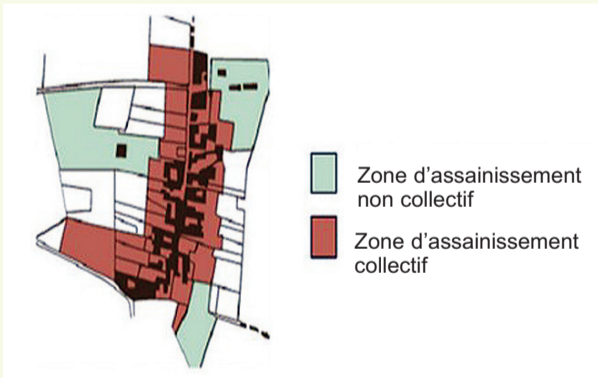 Zone d'assainissement
non collectif
Zone d'assainissement
collectif